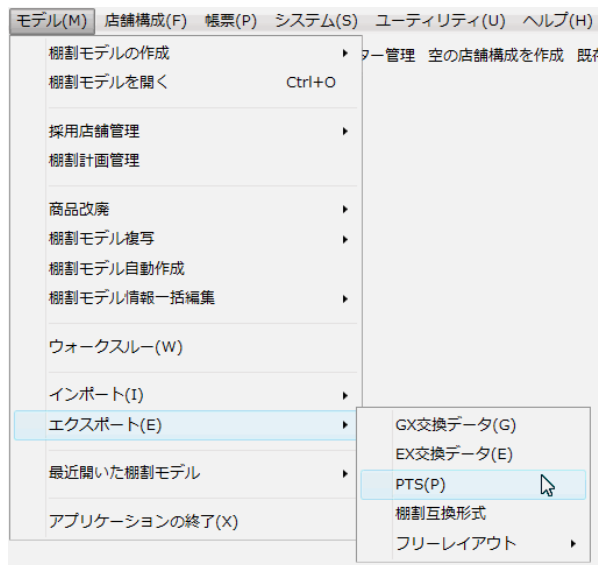 モデル(M) 店舗構成(F) 帳票(P) システム(S) ユーティリティ(U) ヘルプ(H)
ター管理 空の店舗構成を作成 既存
棚割モデルの作成
棚割モデルを開く Ctrl+O
採用店舗管理
棚割計画管理
商品改廃
棚割モデル複写
棚割モデル自動作成
棚割モデル情報一括編集
ウォークスルー(W)
インポート(I)
エクスポート(E)
GX交換データ(G)
EX交換データ(E)
PTS(P)
棚割互換形式
フリーレイアウト
最近開いた棚割モデル
アプリケーションの終了(X)